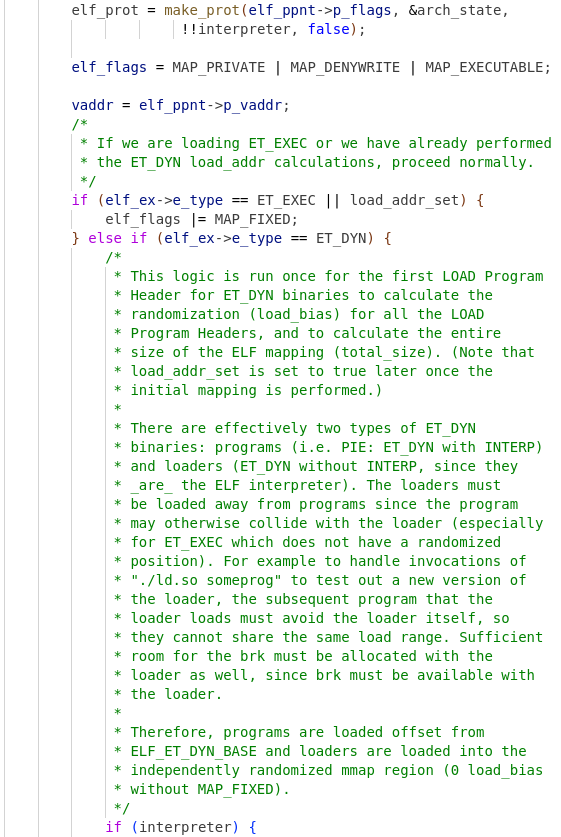 elf_prot = make_prot(elf_ppnt->p_flags, &arch_state,
!!interpreter, false);
elf_flags = MAP_PRIVATE | MAP_DENYWRITE | MAP_EXECUTABLE;
vaddr = elf_ppnt->p_vaddr;
/*
* If we are loading ET_EXEC or we have already performed
* the ET_DYN load_addr calculations, proceed normally.
*/
if (elf_ex->e_type == ET_EXEC || load_addr_set) {
elf_flags |= MAP_FIXED;
} else if (elf_ex->e_type == ET_DYN) {
/*
* This logic is run once for the first LOAD Program
* Header for ET_DYN binaries to calculate the
* randomization (load_bias) for all the LOAD
* Program Headers, and to calculate the entire
* size of the ELF mapping (total_size). (Note that
* load_addr_set is set to true later once the
* initial mapping is performed.)
*
* There are effectively two types of ET_DYN
* binaries: programs (i.e. PIE: ET_DYN with INTERP)
* and loaders (ET_DYN without INTERP, since they
* _are_ the ELF interpreter). The loaders must
* be loaded away from programs since the program
* may otherwise collide with the loader (especially
* for ET_EXEC which does not have a randomized
* position). For example to handle invocations of
* "./ld.so someprog" to test out a new version of
* the loader, the subsequent program that the
* loader loads must avoid the loader itself, so
* they cannot share the same load range. Sufficient
* room for the brk must be allocated with the
* loader as well, since brk must be available with
* the loader.
*
* Therefore, programs are loaded offset from
* ELF_ET_DYN_BASE and loaders are loaded into the
* independently randomized mmap region (0 load_bias
* without MAP_FIXED).
*/
if (interpreter) {